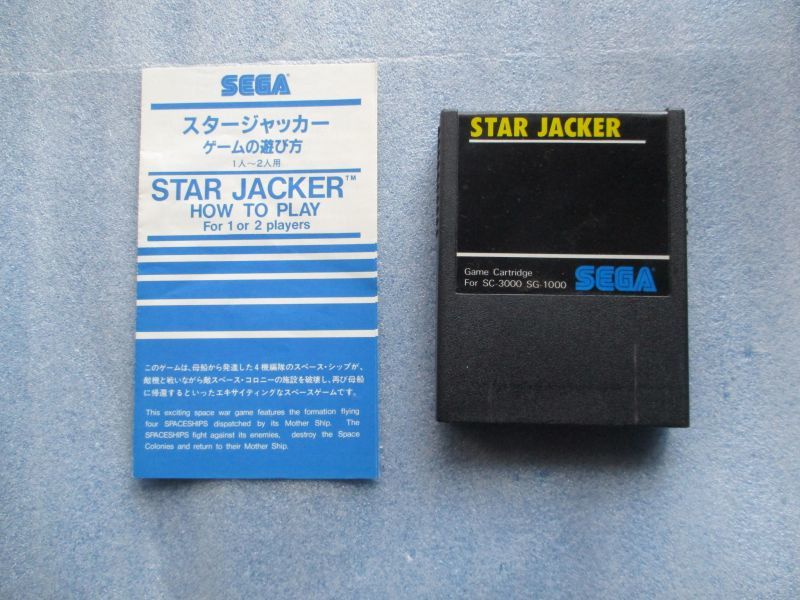 SEGA®
スタージャッカー
ゲームの遊び方
1人～2人用
STAR JACKER™
HOW TO PLAY
For 1 or 2 players
このゲームは、母船から発進した4機編隊のスペース・シップが、
敵機と戦いながら敵スペース・コロニーの施設を破壊し、再び母船
に帰還するといったエキサイティングなスペースゲームです。
This exciting space war game features the formation flying
four SPACESHIPS dispatched by its Mother Ship. The
SPACESHIPS fight against its enemies, destroy the Space
Colonies and return to their Mother Ship.
STAR JACKER
Game Cartridge
For SC-3000 SG-1000
SEGA®